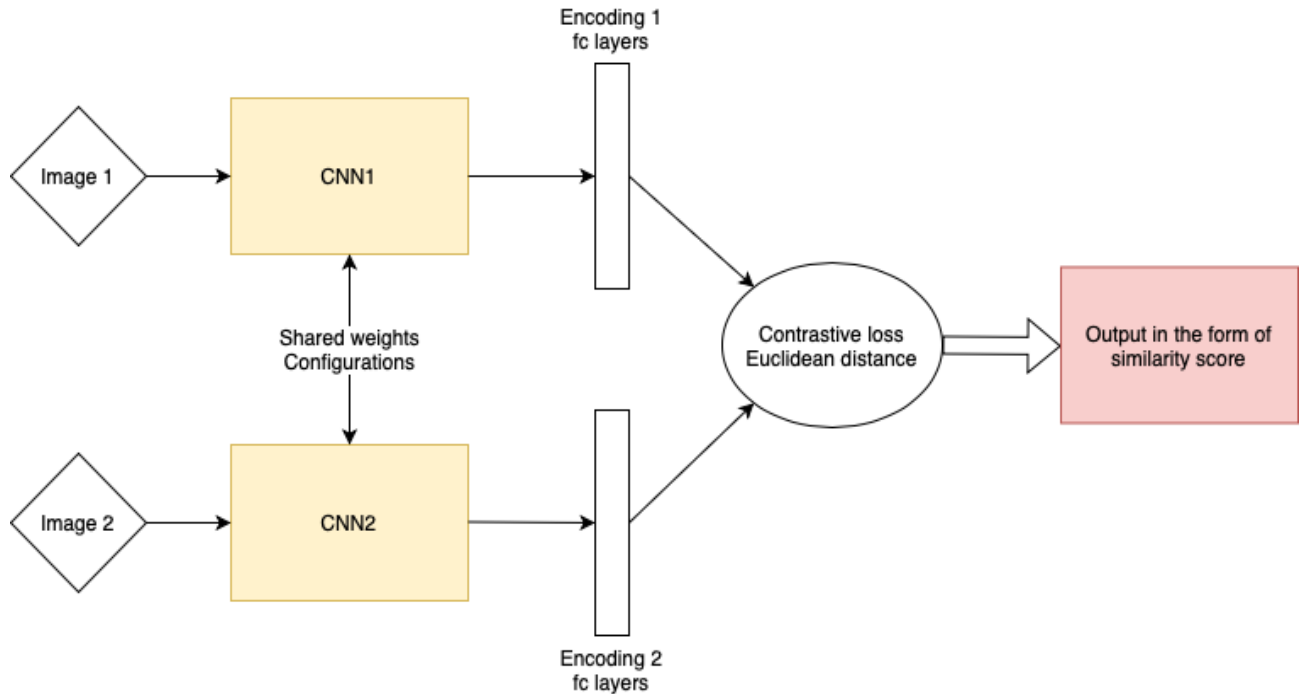 Encoding 1
fc layers
Image 1
CNN1
Shared weights
Configurations
Contrastive loss
Euclidean distance
Output in the form of
similarity score
Image 2
CNN2
Encoding 2
fc layers